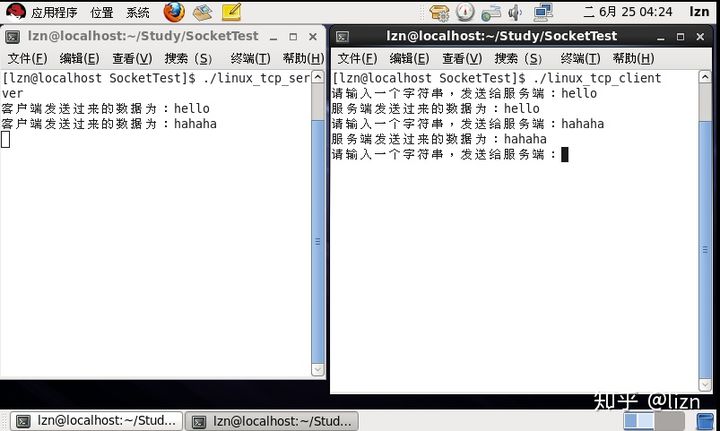 应用程序 位置 系统 二 6月 25 04:24 lzn
lzn@localhost:~/Study/SocketTest
文件(F) 编辑(E) 查看(V) 搜索 (S) 终端(T) 帮助(H)
[lzn@localhost SocketTest]$ ./linux_tcp_ser
ver
客户端发送过来的数据为：hello
客户端发送过来的数据为：hahaha
lzn@localhost:~/Study/SocketTest
文件(F) 编辑(E) 查看(V) 搜索 (S) 终端(T) 帮助(H)
[lzn@localhost SocketTest]$ ./linux_tcp_client
请输入一个字符串，发送给服务端：hello
服务端发送过来的数据为：hello
请输入一个字符串，发送给服务端：hahaha
服务端发送过来的数据为：hahaha
请输入一个字符串，发送给服务端：
知乎 @lizn
lzn@localhost:~/Stud... lzn@localhost:~/Stud...